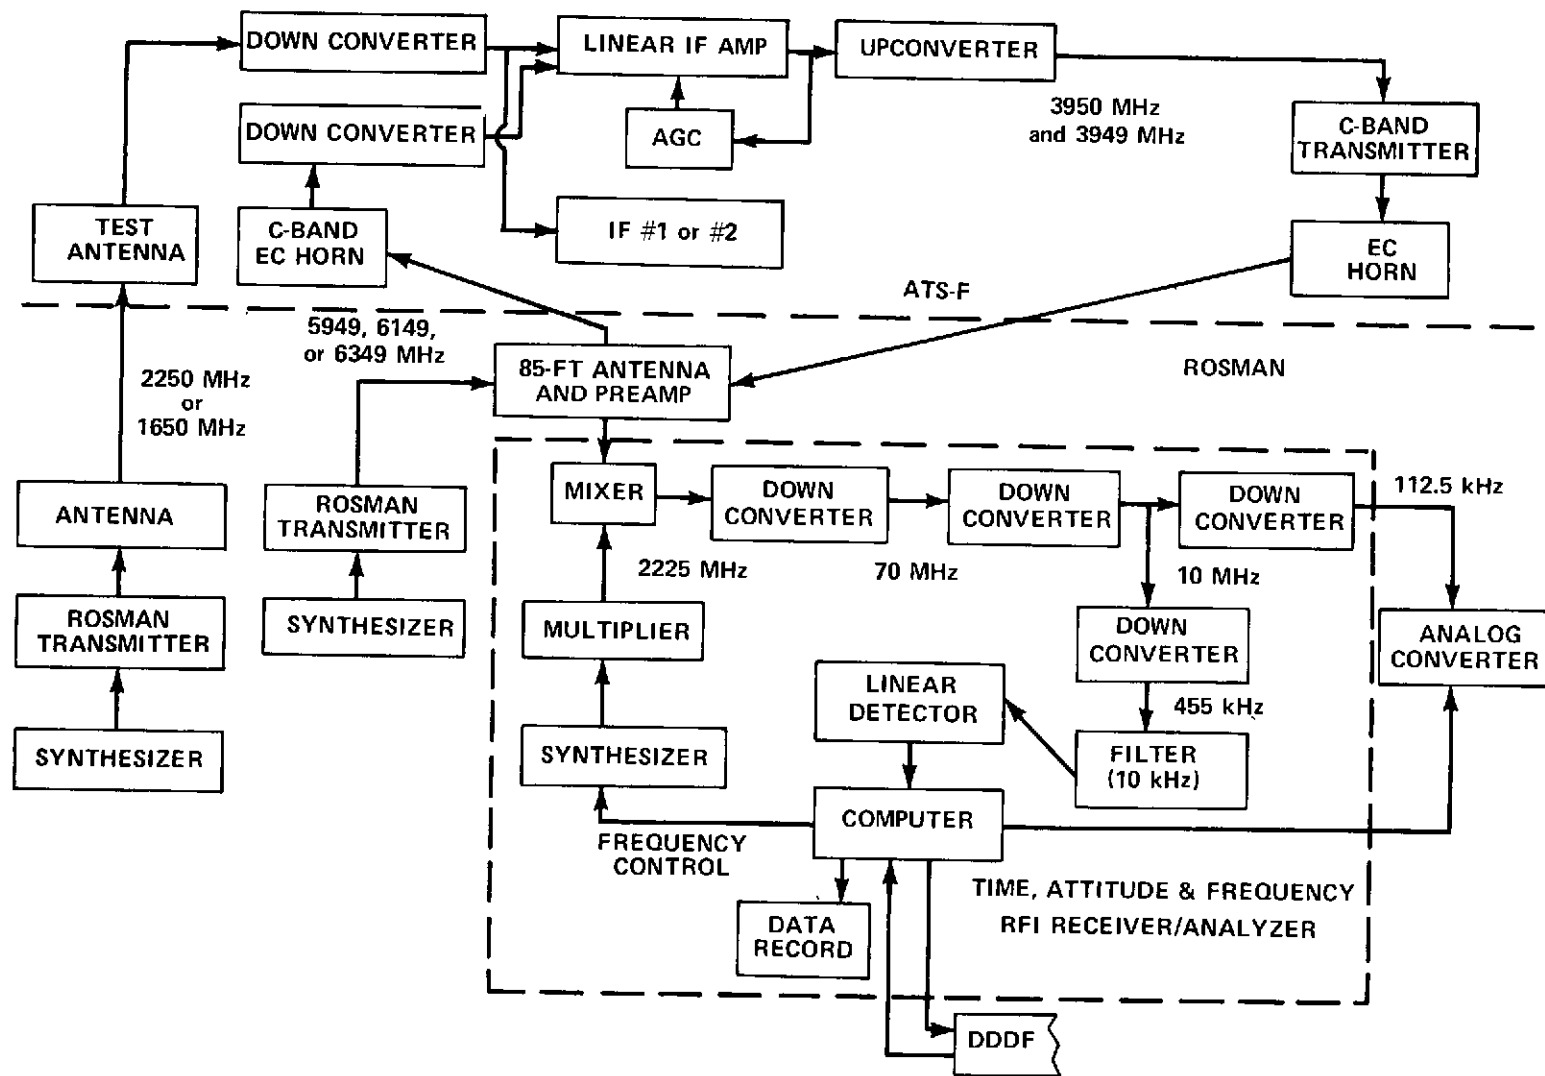 DOWN CONVERTER
LINEAR IF AMP
UPCONVERTER
DOWN CONVERTER
AGC
3950 MHz
and 3949 MHz
C-BAND
TRANSMITTER
TEST
ANTENNA
C-BAND
EC HORN
IF #1 or #2
EC
HORN
ATS-F
5949, 6149,
or 6349 MHz
85-FT ANTENNA
AND PREAMP
ROSMAN
2250 MHz
or
1650 MHz
ANTENNA
ROSMAN
TRANSMITTER
MIXER
DOWN
CONVERTER
DOWN
CONVERTER
DOWN
CONVERTER
112.5 kHz
2225 MHz
70 MHz
10 MHz
ROSMAN
TRANSMITTER
SYNTHESIZER
MULTIPLIER
DOWN
CONVERTER
ANALOG
CONVERTER
LINEAR
DETECTOR
455 kHz
SYNTHESIZER
SYNTHESIZER
FILTER
(10 kHz)
COMPUTER
FREQUENCY
CONTROL
TIME, ATTITUDE & FREQUENCY
RFI RECEIVER/ANALYZER
DATA
RECORD
DDDF